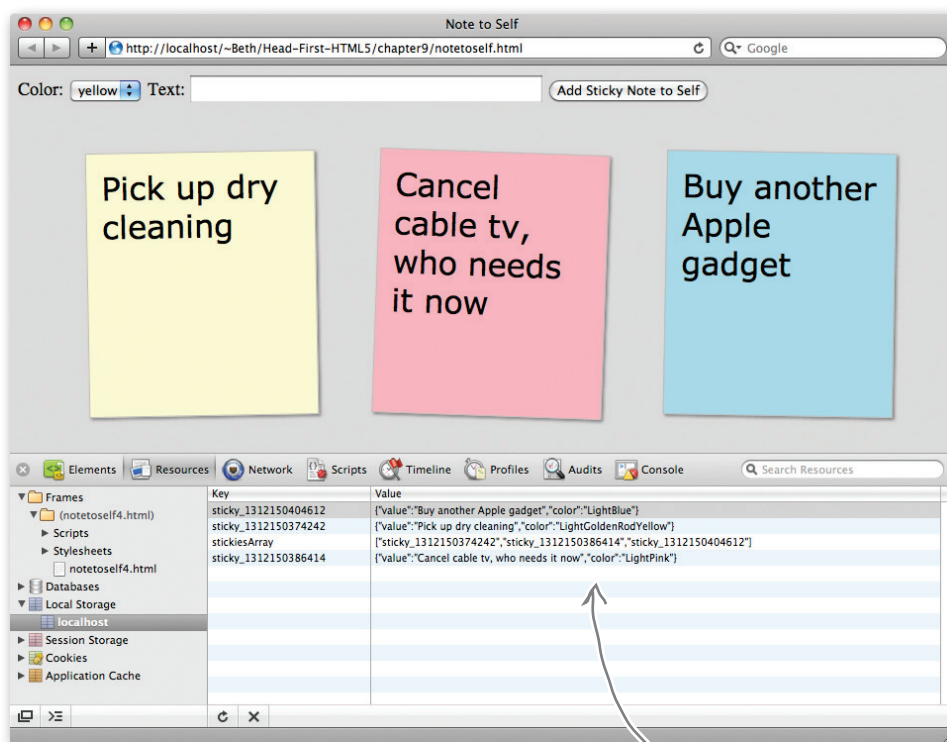 Note to Self
http://localhost/~Beth/Head-First-HTML5/chapter9/notetoself.html
Google
Color: yellow Text: Add Sticky Note to Self
Pick up dry
cleaning
Cancel
cable tv,
who needs
it now
Buy another
Apple
gadget
Elements Resources Network Scripts Timeline Profiles Audits Console Search Resources
Frames
(notetoself4.html)
Scripts
Stylesheets
notetoself4.html
Databases
Local Storage
localhost
Session Storage
Cookies
Application Cache
Key Value
sticky_1312150404612 {"value":"Buy another Apple gadget","color":"LightBlue"}
sticky_1312150374242 {"value":"Pick up dry cleaning","color":"LightGoldenRodYellow"}
stickiesArray ["sticky_1312150374242","sticky_1312150386414","sticky_1312150404612"]
sticky_1312150386414 {"value":"Cancel cable tv, who needs it now","color":"LightPink"}